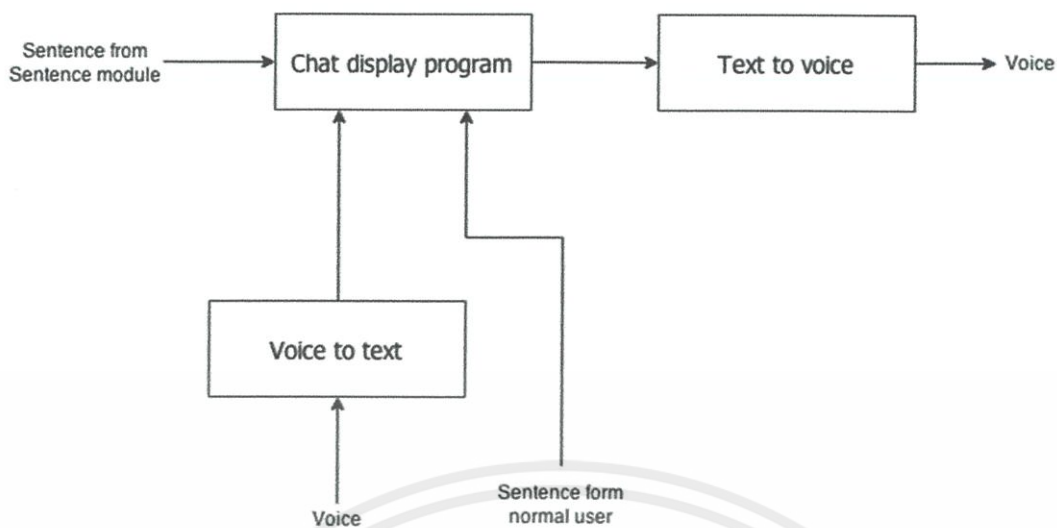 Sentence from
Sentence module
Chat display program
Text to voice
Voice
Voice to text
Voice
Sentence form
normal user